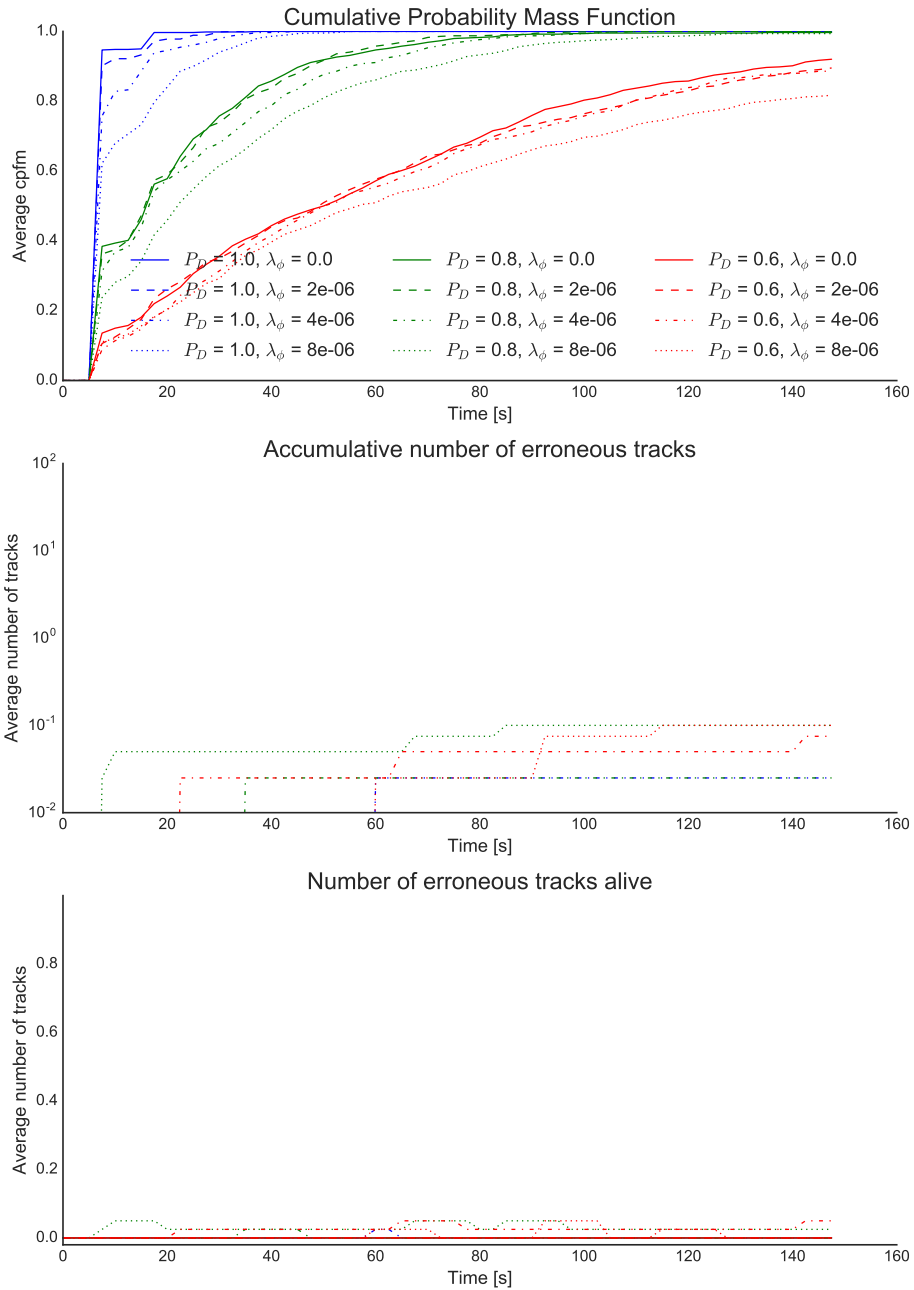 Cumulative Probability Mass Function
1.0
0.8
0.6
0.4
0.2
0.0
Average cpfm
P_D = 1.0, λ_ϕ = 0.0
P_D = 1.0, λ_ϕ = 2e-06
P_D = 1.0, λ_ϕ = 4e-06
P_D = 1.0, λ_ϕ = 8e-06
P_D = 0.8, λ_ϕ = 0.0
P_D = 0.8, λ_ϕ = 2e-06
P_D = 0.8, λ_ϕ = 4e-06
P_D = 0.8, λ_ϕ = 8e-06
P_D = 0.6, λ_ϕ = 0.0
P_D = 0.6, λ_ϕ = 2e-06
P_D = 0.6, λ_ϕ = 4e-06
P_D = 0.6, λ_ϕ = 8e-06
0 20 40 60 80 100 120 140 160
Time [s]
Accumulative number of erroneous tracks
10^2
10^1
10^0
10^-1
10^-2
Average number of tracks
0 20 40 60 80 100 120 140 160
Time [s]
Number of erroneous tracks alive
0.8
0.6
0.4
0.2
0.0
Average number of tracks
0 20 40 60 80 100 120 140 160
Time [s]